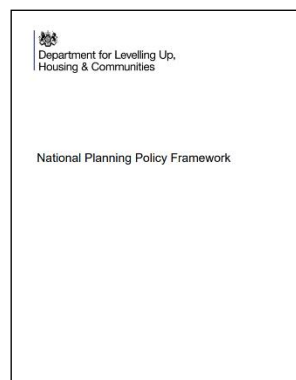 Department for Levelling Up,
Housing & Communities
National Planning Policy Framework